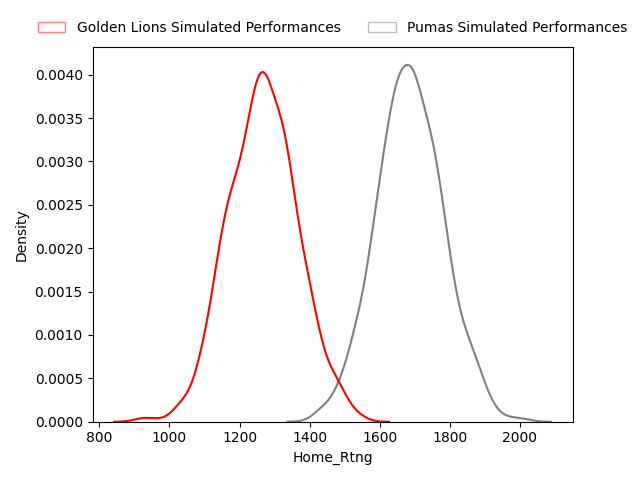 Golden Lions Simulated Performances Pumas Simulated Performances
0.0040
0.0035
0.0030
0.0025
0.0020
0.0015
0.0010
0.0005
0.0000
Density
800 1000 1200 1400 1600 1800 2000
Home_Rtng